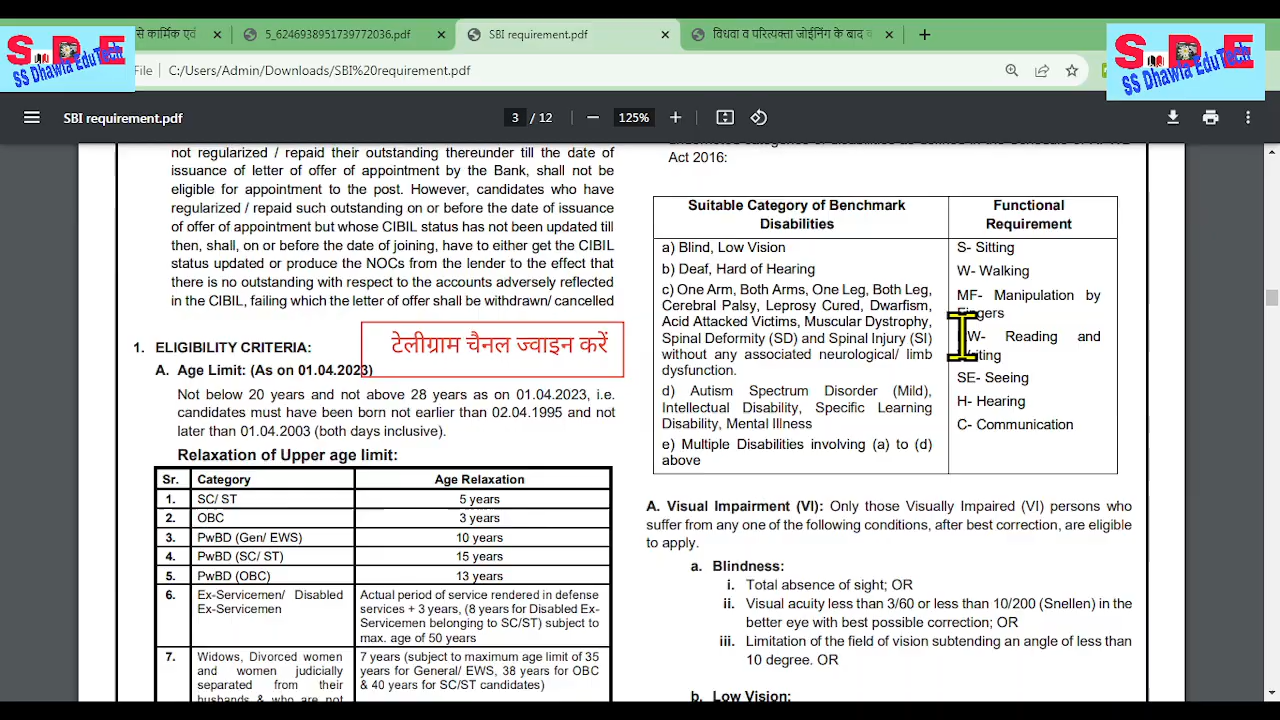 से कार्मिक एवं
5_6246938951739772036.pdf
SBI requirement.pdf
विधवा व परित्यक्ता जोईनिंग के बाद
S D E
SS Dhawla EduTech
S D E
SS Dhawla EduTech
File
C:/Users/Admin/Downloads/SBI%20requirement.pdf
SBI requirement.pdf
3 / 12
125%
not regularized / repaid their outstanding thereunder till the date of
issuance of letter of offer of appointment by the Bank, shall not be
eligible for appointment to the post. However, candidates who have
regularized / repaid such outstanding on or before the date of issuance
of offer of appointment but whose CIBIL status has not been updated till
then, shall, on or before the date of joining, have to either get the CIBIL
status updated or produce the NOCs from the lender to the effect that
there is no outstanding with respect to the accounts adversely reflected
in the CIBIL, failing which the letter of offer shall be withdrawn/ cancelled
टेलीग्राम चैनल ज्वाइन करें
1. ELIGIBILITY CRITERIA:
A. Age Limit: (As on 01.04.2023)
Not below 20 years and not above 28 years as on 01.04.2023, i.e.
candidates must have been born not earlier than 02.04.1995 and not
later than 01.04.2003 (both days inclusive).
Relaxation of Upper age limit:
Sr. Category Age Relaxation
1. SC/ ST 5 years
2. OBC 3 years
3. PwBD (Gen/ EWS) 10 years
4. PwBD (SC/ ST) 15 years
5. PwBD (OBC) 13 years
6. Ex-Servicemen/ Disabled Actual period of service rendered in defense
Ex-Servicemen services + 3 years, (8 years for Disabled Ex-
Servicemen belonging to SC/ST) subject to
max. age of 50 years
7. Widows, Divorced women 7 years (subject to maximum age limit of 35
and women judicially years for General/ EWS, 38 years for OBC
separated from their & 40 years for SC/ST candidates)
husbands & who are not
Act 2016:
Suitable Category of Benchmark
Disabilities
Functional
Requirement
a) Blind, Low Vision
b) Deaf, Hard of Hearing
c) One Arm, Both Arms, One Leg, Both Leg,
Cerebral Palsy, Leprosy Cured, Dwarfism,
Acid Attacked Victims, Muscular Dystrophy,
Spinal Deformity (SD) and Spinal Injury (SI)
without any associated neurological/ limb
dysfunction.
d) Autism Spectrum Disorder (Mild),
Intellectual Disability, Specific Learning
Disability, Mental Illness
e) Multiple Disabilities involving (a) to (d)
above
S- Sitting
W- Walking
MF- Manipulation by
Fingers
W- Reading and
SE- Seeing
H- Hearing
C- Communication
A. Visual Impairment (VI): Only those Visually Impaired (VI) persons who
suffer from any one of the following conditions, after best correction, are eligible
to apply.
a. Blindness:
i. Total absence of sight; OR
ii. Visual acuity less than 3/60 or less than 10/200 (Snellen) in the
better eye with best possible correction; OR
iii. Limitation of the field of vision subtending an angle of less than
10 degree. OR
b. Low Vision: